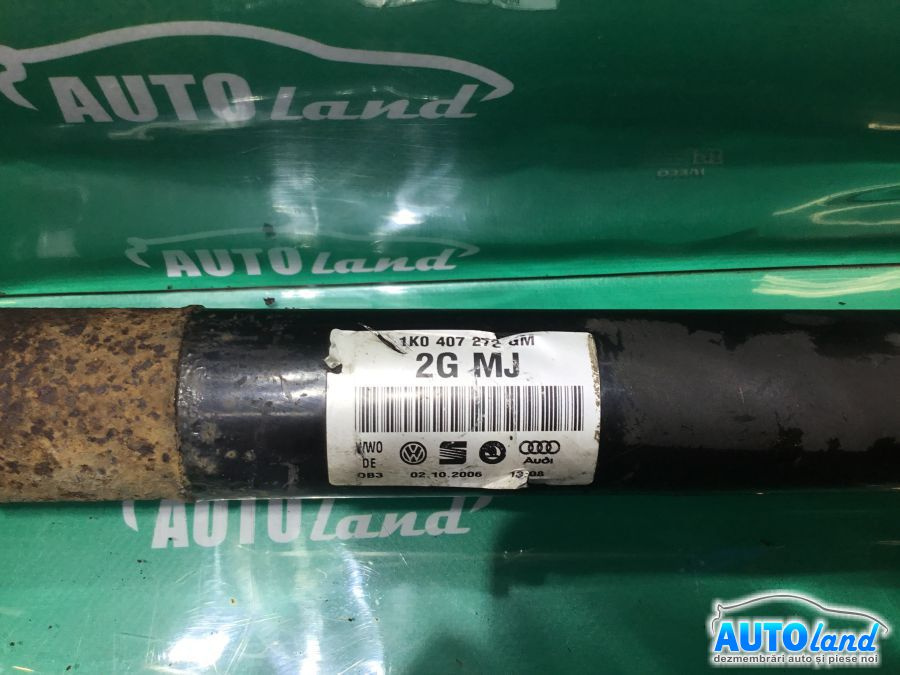 AUTOland
AUTOland
1K0 407 272 GM
2G MJ
DE
Audi
02.10.2006
AUTOland
AUTOland
dezmembrări auto și piese noi